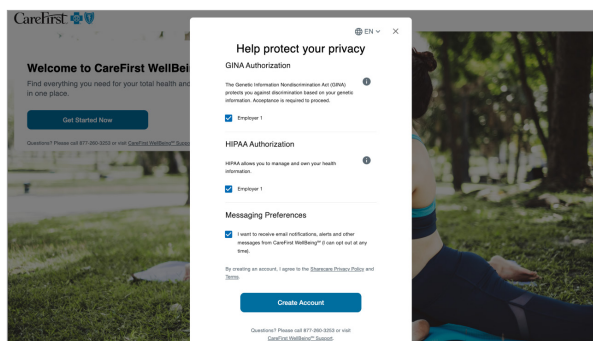 CareFirst
EN
Help protect your privacy
GINA Authorization
The Genetic Information Nondiscrimination Act (GINA)
protects you against discrimination based on your genetic
information. Acceptance is required to proceed.
Employer 1
HIPAA Authorization
HIPAA allows you to manage and own your health
information.
Employer 1
Messaging Preferences
I want to receive email notifications, alerts and other
messages from CareFirst WellBeing℠ (I can opt out at any
time).
By creating an account, I agree to the Sharecare Privacy Policy and
Terms.
Create Account
Questions? Please call 877-260-3253 or visit
CareFirst WellBeing℠ Support.
Welcome to CareFirst WellBei
Find everything you need for your total health and
in one place.
Get Started Now
Questions? Please call 877-260-3253 or visit CareFirst WellBeing℠ Suppo